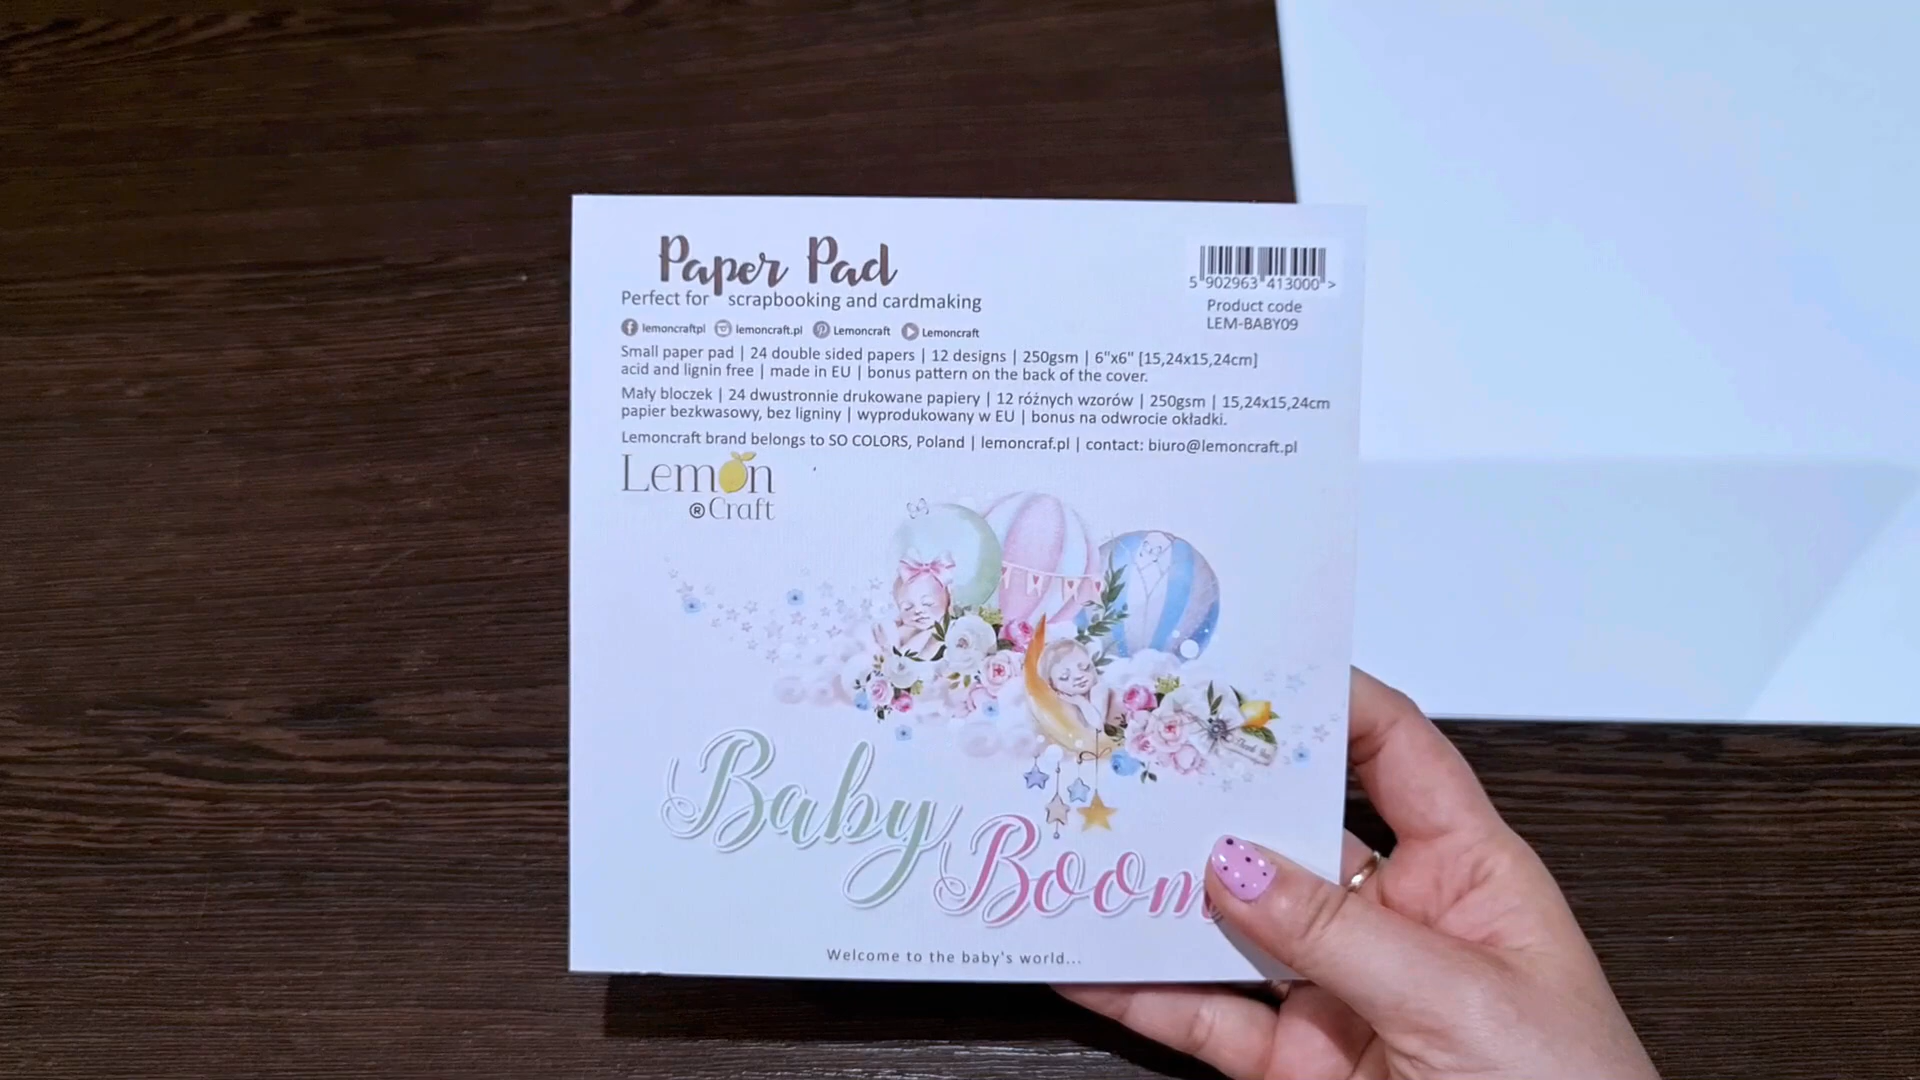 Paper Pad
Perfect for scrapbooking and cardmaking
lemoncraftpl lemoncraft.pl Lemoncraft Lemoncraft
5 902963 413000 >
Product code
LEM-BABY09
Small paper pad | 24 double sided papers | 12 designs | 250gsm | 6"x6" [15,24x15,24cm]
acid and lignin free | made in EU | bonus pattern on the back of the cover.
Mały bloczek | 24 dwustronnie drukowane papiery | 12 różnych wzorów | 250gsm | 15,24x15,24cm
papier bezkwasowy, bez ligniny | wyprodukowany w EU | bonus na odwrocie okładki.
Lemoncraft brand belongs to SO COLORS, Poland | lemoncraf.pl | contact: biuro@lemoncraft.pl
Lemon
® Craft
Thank You
Baby
Boom
Welcome to the baby's world...